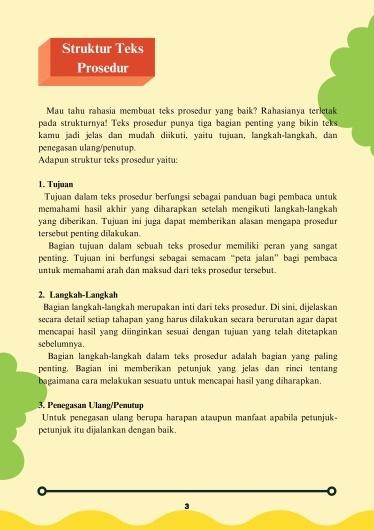 Struktur Teks
Prosedur
Mau tahu rahasia membuat teks prosedur yang baik? Rahasianya terletak
pada strukturnya! Teks prosedur punya tiga bagian penting yang bikin teks
kamu jadi jelas dan mudah diikuti, yaitu tujuan, langkah-langkah, dan
penegasan ulang/penutup.
Adapun struktur teks prosedur yaitu:
1. Tujuan
Tujuan dalam teks prosedur berfungsi sebagai panduan bagi pembaca untuk
memahami hasil akhir yang diharapkan setelah mengikuti langkah-langkah
yang diberikan. Tujuan ini juga dapat memberikan alasan mengapa prosedur
tersebut penting dilakukan.
Bagian tujuan dalam sebuah teks prosedur memiliki peran yang sangat
penting. Tujuan ini berfungsi sebagai semacam “peta jalan” bagi pembaca
untuk memahami arah dan maksud dari teks prosedur tersebut.
2. Langkah-Langkah
Bagian langkah-langkah merupakan inti dari teks prosedur. Di sini, dijelaskan
secara detail setiap tahapan yang harus dilakukan secara berurutan agar dapat
mencapai hasil yang diinginkan sesuai dengan tujuan yang telah ditetapkan
sebelumnya.
Bagian langkah-langkah dalam teks prosedur adalah bagian yang paling
penting. Bagian ini memberikan petunjuk yang jelas dan rinci tentang
bagaimana cara melakukan sesuatu untuk mencapai hasil yang diharapkan.
3. Penegasan Ulang/Penutup
Untuk penegasan ulang berupa harapan ataupun manfaat apabila petunjuk-
petunjuk itu dijalankan dengan baik.
3